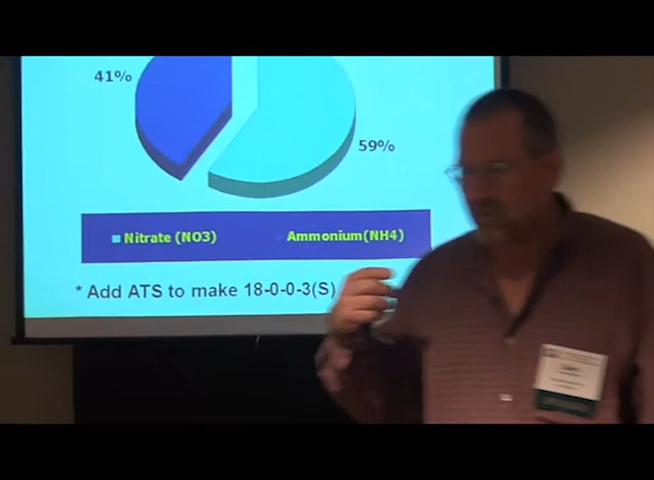 41%
59%
Nitrate (NO3) Ammonium(NH4)
* Add ATS to make 18-0-0-3(S)